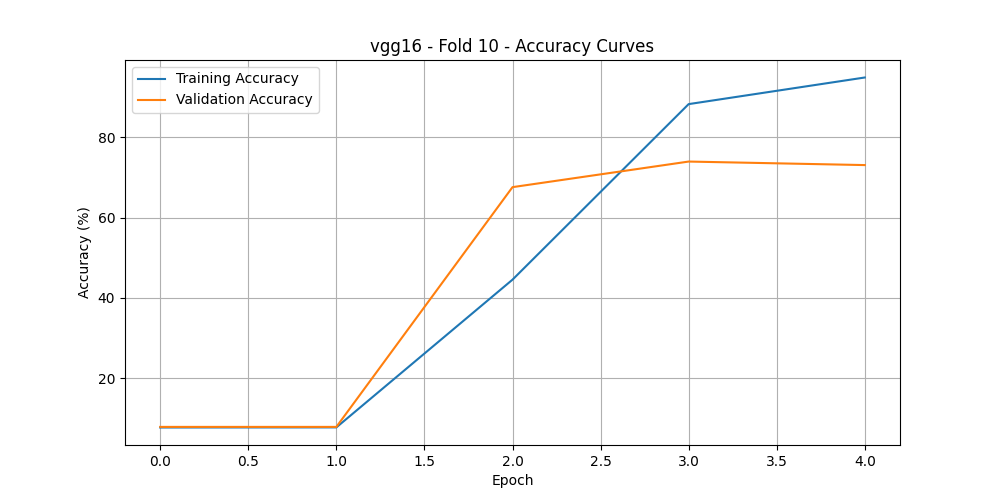 vgg16 - Fold 10 - Accuracy Curves
Training Accuracy
Validation Accuracy
Accuracy (%)
80
60
40
20
0.0 0.5 1.0 1.5 2.0 2.5 3.0 3.5 4.0
Epoch